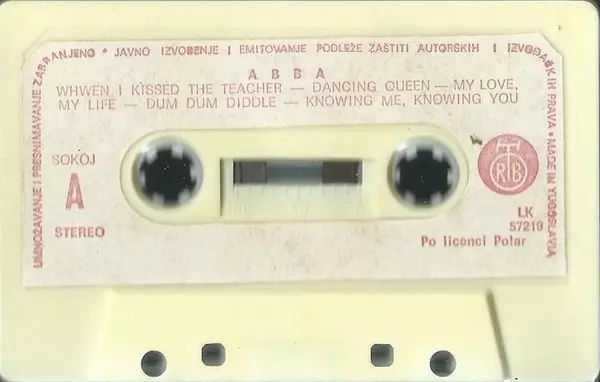 UMNOŽAVANJE I PRESNIMAVANJE ZABRANJENO * JAVNO IZVOĐENJE I EMITOVANJE PODLEŽE ZAŠTITI AUTORSKIH I IZVOĐAČKIH PRAVA * MADE IN YUGOSLAVIA
ABBA
WHWEN I KISSED THE TEACHER — DANCING QUEEN — MY LOVE,
MY LIFE — DUM DUM DIDDLE — KNOWING ME, KNOWING YOU
SOKOJ
A
STEREO
RTB
LK
57219
Po licenci Polar